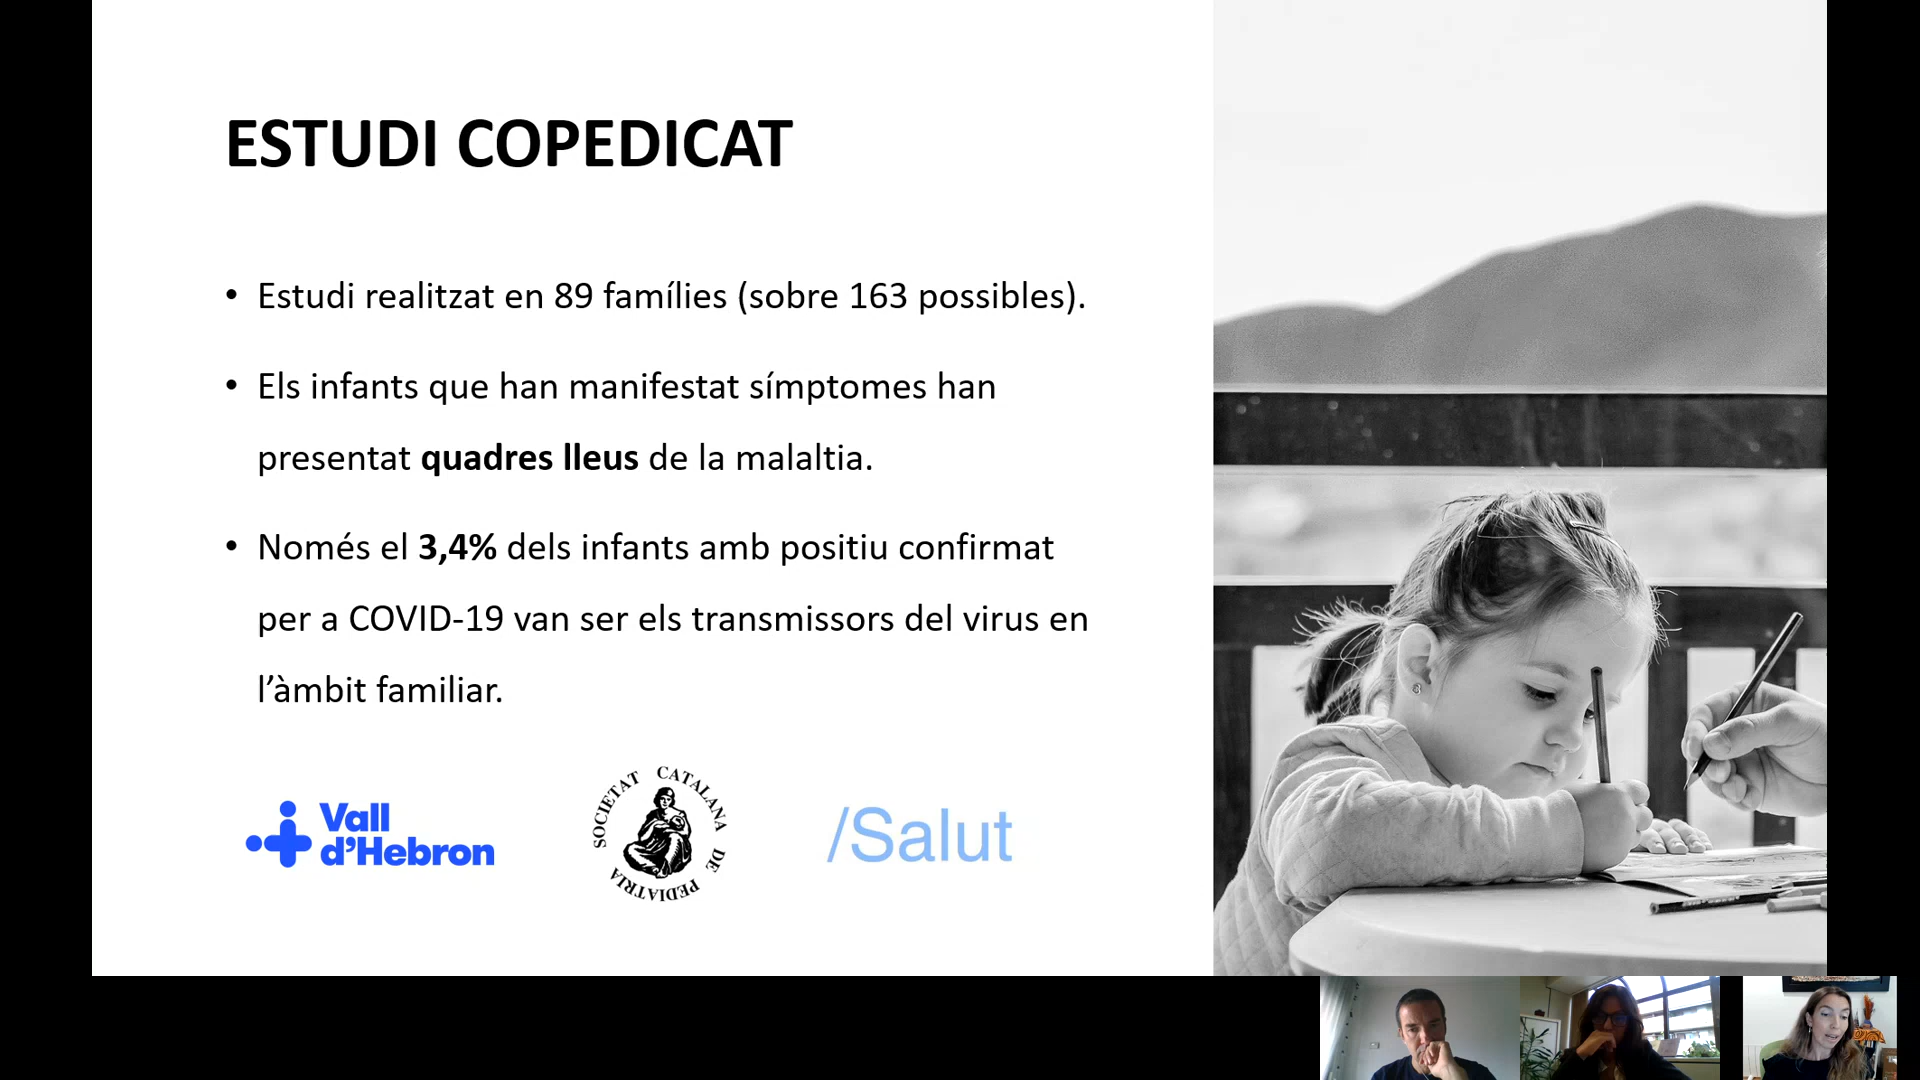 ESTUDI COPEDICAT
• Estudi realitzat en 89 famílies (sobre 163 possibles).
• Els infants que han manifestat símptomes han
presentat quadres lleus de la malaltia.
• Només el 3,4% dels infants amb positiu confirmat
per a COVID-19 van ser els transmissors del virus en
l’àmbit familiar.
Vall
d’Hebron
SOCIETAT CATALANA DE PEDIATRIA
/Salut